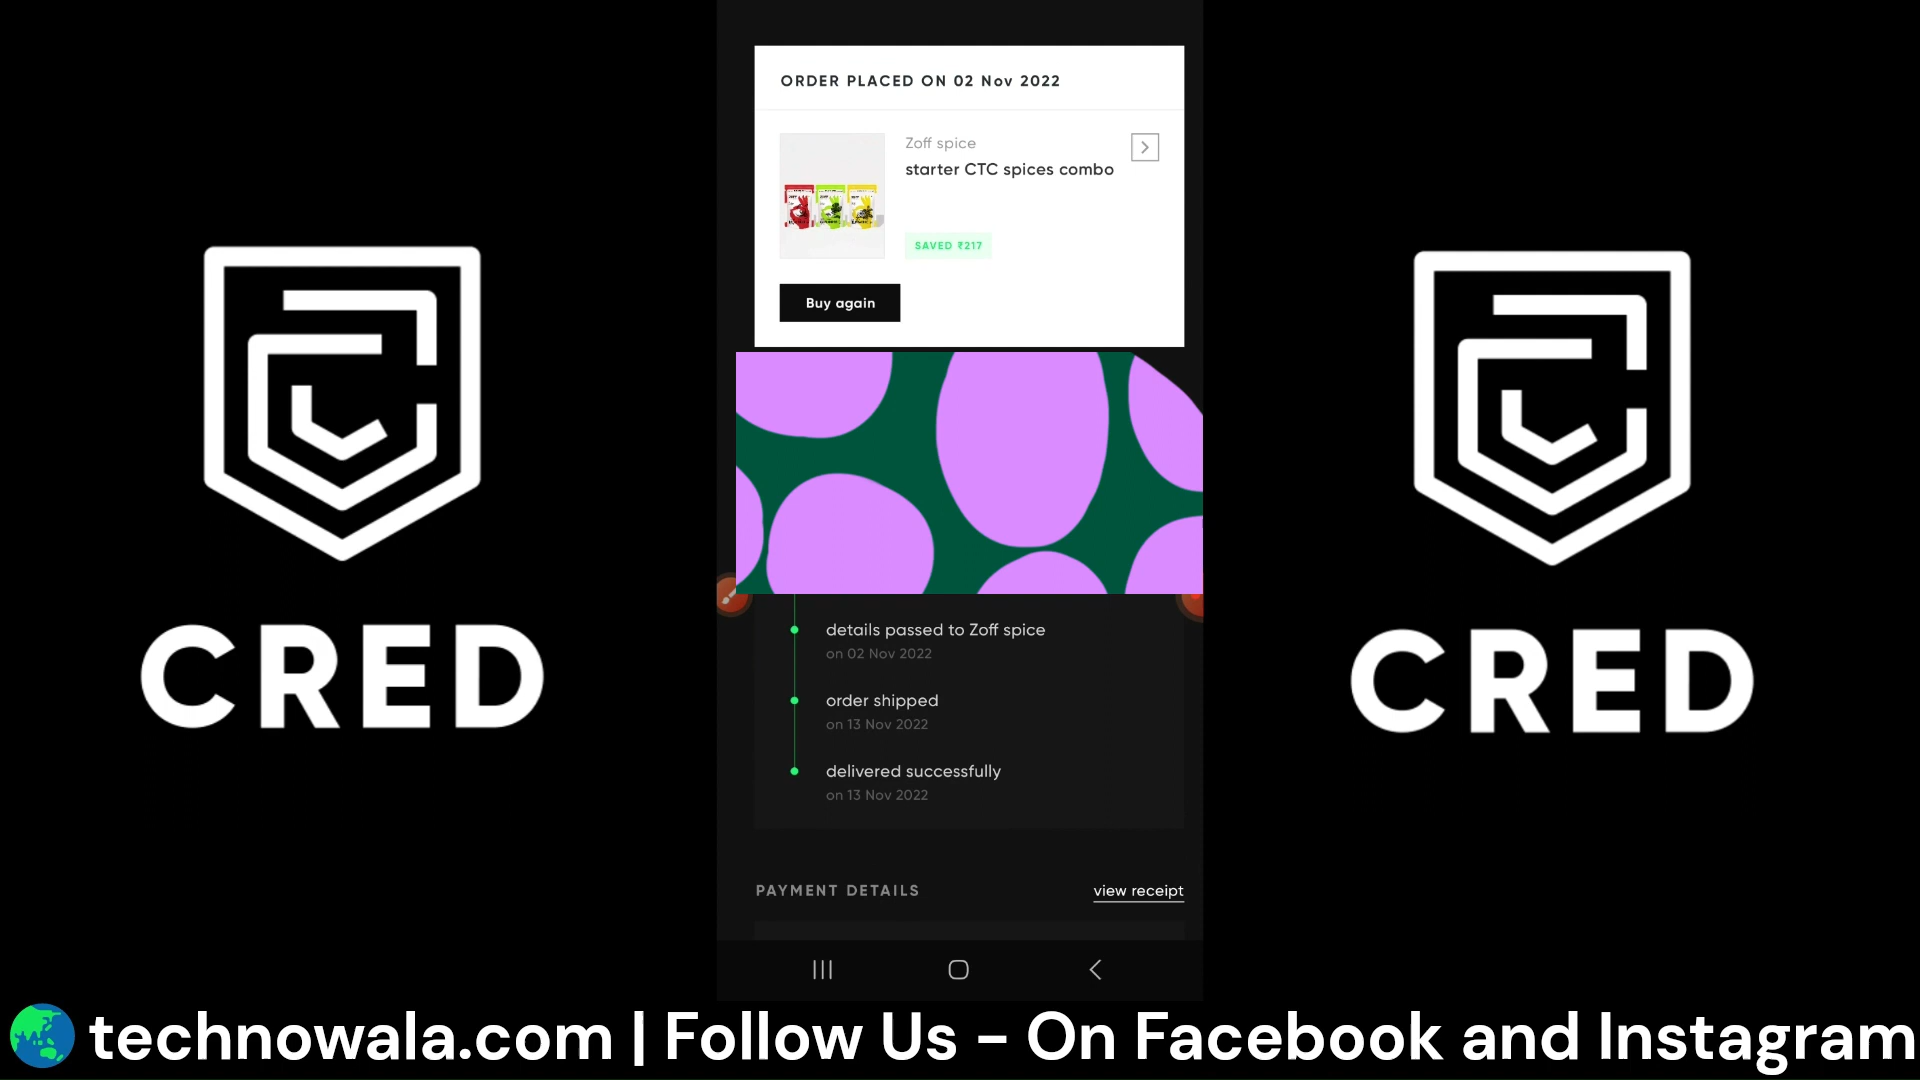 ORDER PLACED ON 02 Nov 2022
Zoff spice
starter CTC spices combo
SAVED ₹217
Buy again
CRED
CRED
details passed to Zoff spice
on 02 Nov 2022
order shipped
on 13 Nov 2022
delivered successfully
on 13 Nov 2022
PAYMENT DETAILS
view receipt
technowala.com | Follow Us - On Facebook and Instagram